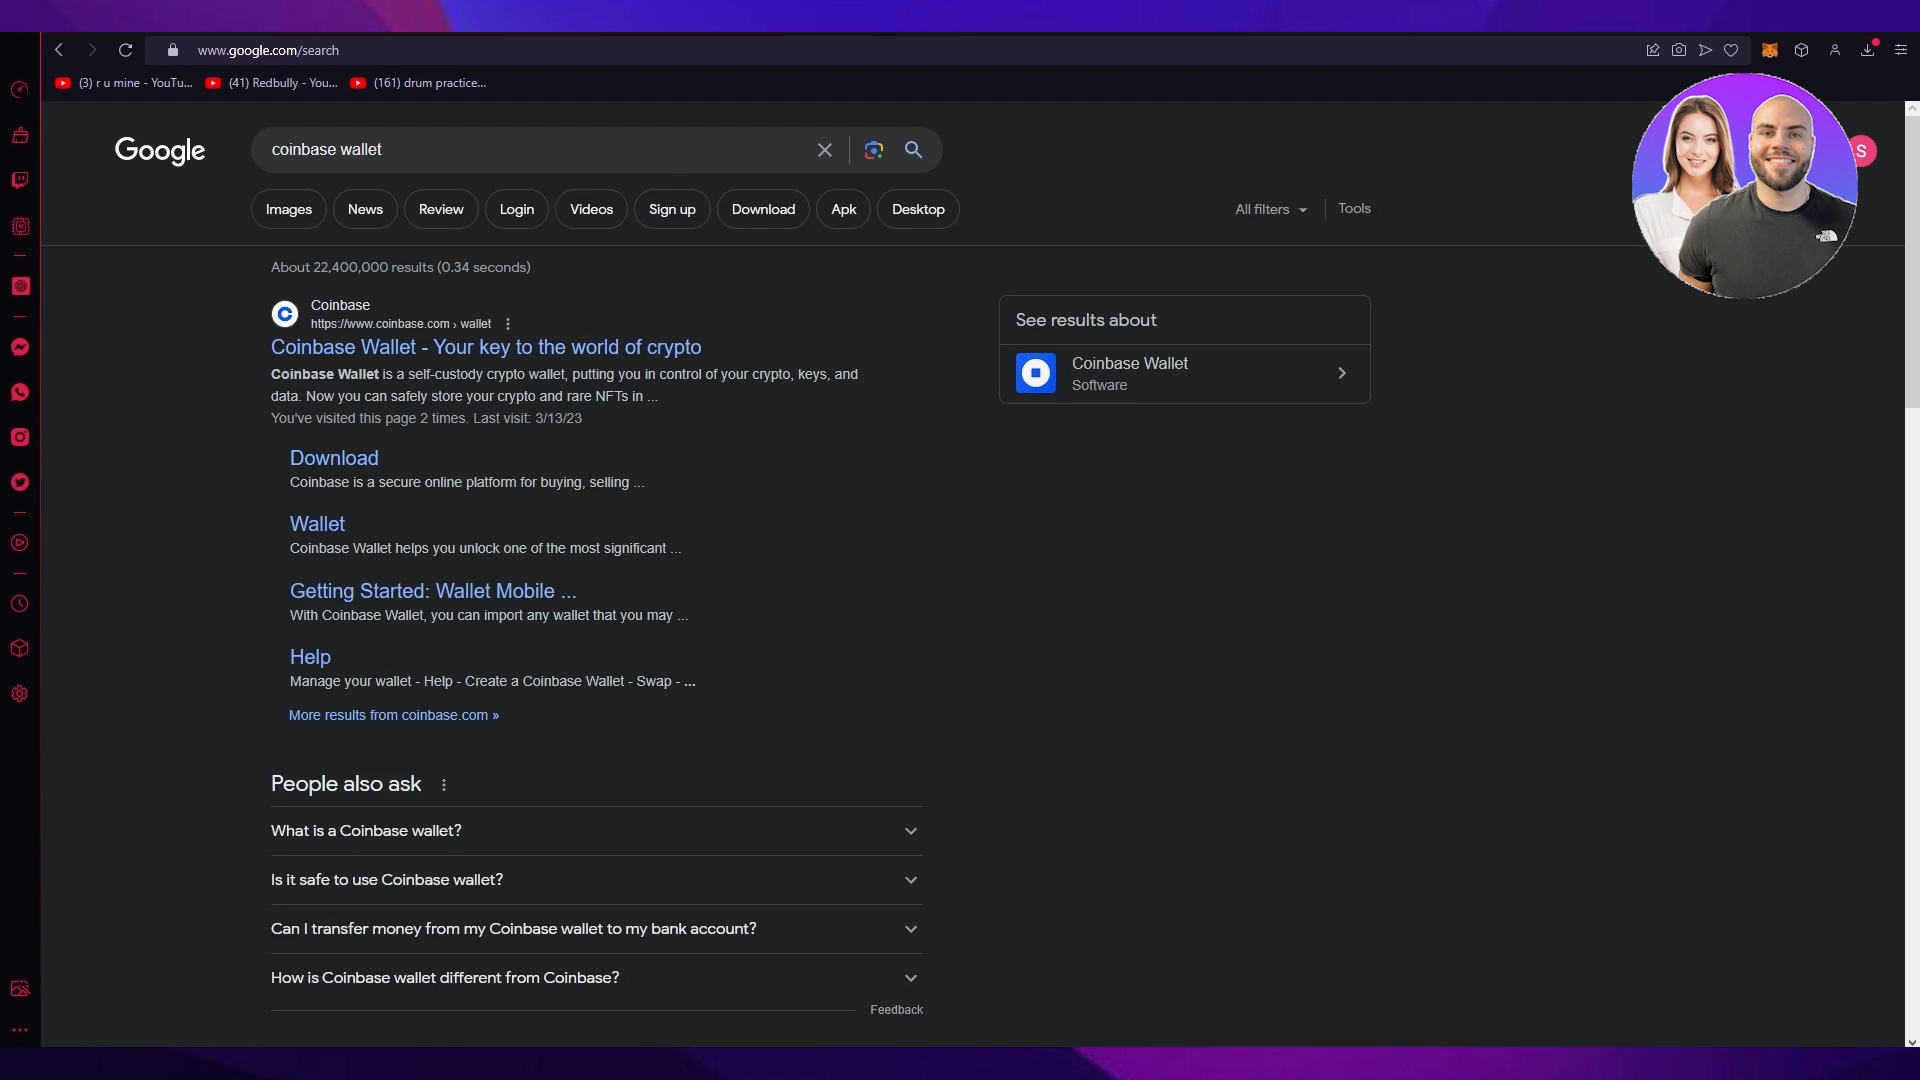 www.google.com/search
(3) r u mine - YouTu...
(41) Redbully - You...
(161) drum practice...
Google
coinbase wallet
S
Images
News
Review
Login
Videos
Sign up
Download
Apk
Desktop
All filters
Tools
About 22,400,000 results (0.34 seconds)
Coinbase
https://www.coinbase.com › wallet
Coinbase Wallet - Your key to the world of crypto
Coinbase Wallet is a self-custody crypto wallet, putting you in control of your crypto, keys, and
data. Now you can safely store your crypto and rare NFTs in ...
You've visited this page 2 times. Last visit: 3/13/23
See results about
Coinbase Wallet
Software
Download
Coinbase is a secure online platform for buying, selling ...
Wallet
Coinbase Wallet helps you unlock one of the most significant ...
Getting Started: Wallet Mobile ...
With Coinbase Wallet, you can import any wallet that you may ...
Help
Manage your wallet - Help - Create a Coinbase Wallet - Swap - ...
More results from coinbase.com »
People also ask
What is a Coinbase wallet?
Is it safe to use Coinbase wallet?
Can I transfer money from my Coinbase wallet to my bank account?
How is Coinbase wallet different from Coinbase?
Feedback